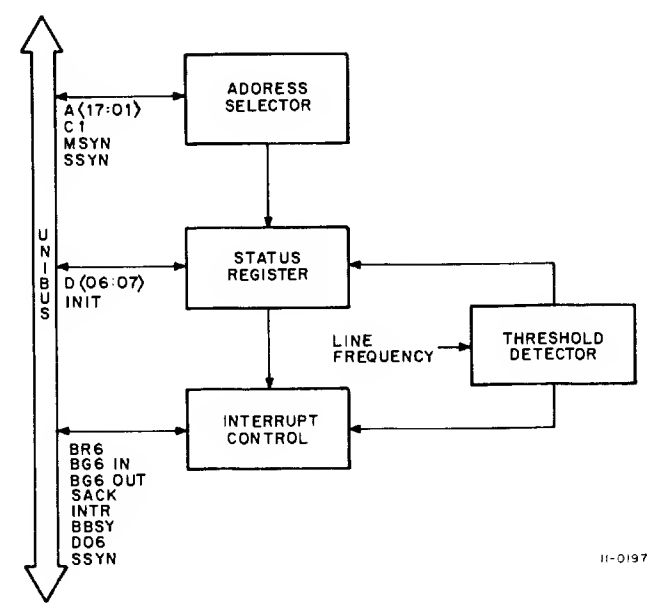 ADDRESS
SELECTOR
A(17:01)
C1
MSYN
SSYN
UNIBUS
STATUS
REGISTER
D(06:07)
INIT
LINE
FREQUENCY
THRESHOLD
DETECTOR
INTERRUPT
CONTROL
BR6
BG6 IN
BG6 OUT
SACK
INTR
BBSY
D06
SSYN
11-0197